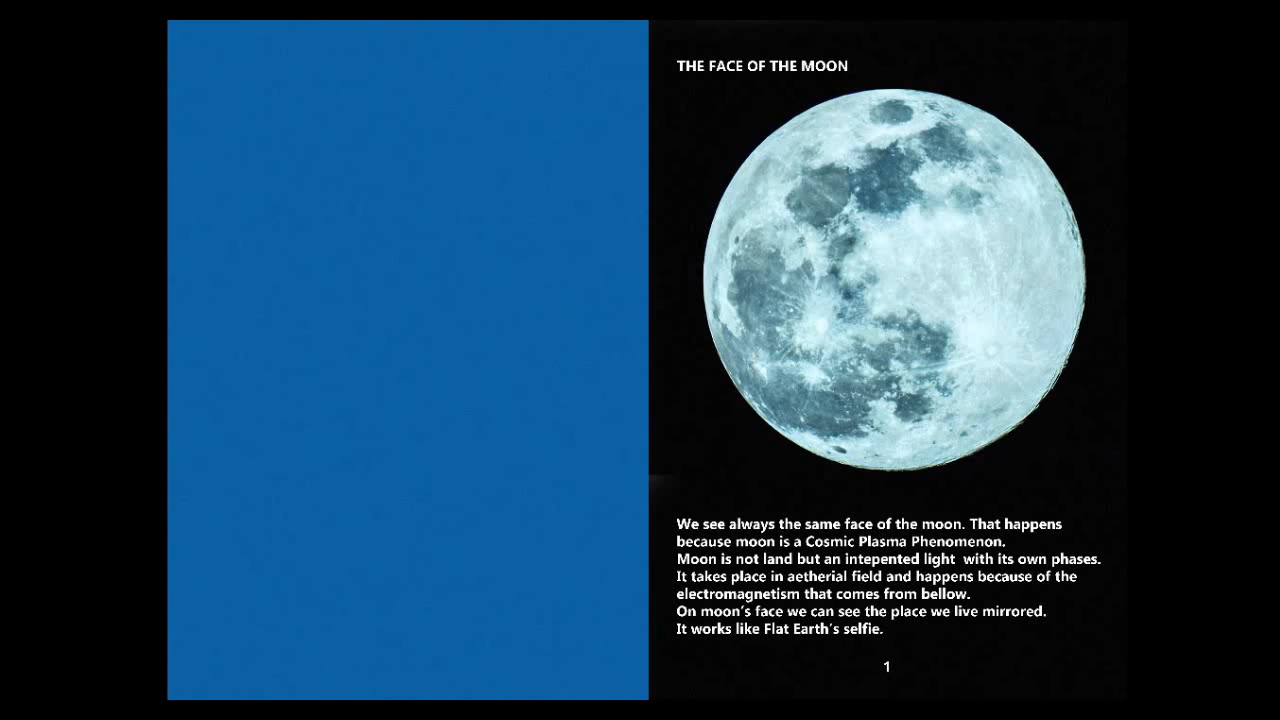 THE FACE OF THE MOON
We see always the same face of the moon. That happens
because moon is a Cosmic Plasma Phenomenon.
Moon is not land but an intepented light  with its own phases.
It takes place in aetherial field and happens because of the
electromagnetism that comes from bellow.
On moon's face we can see the place we live mirrored.
It works like Flat Earth's selfie.
1